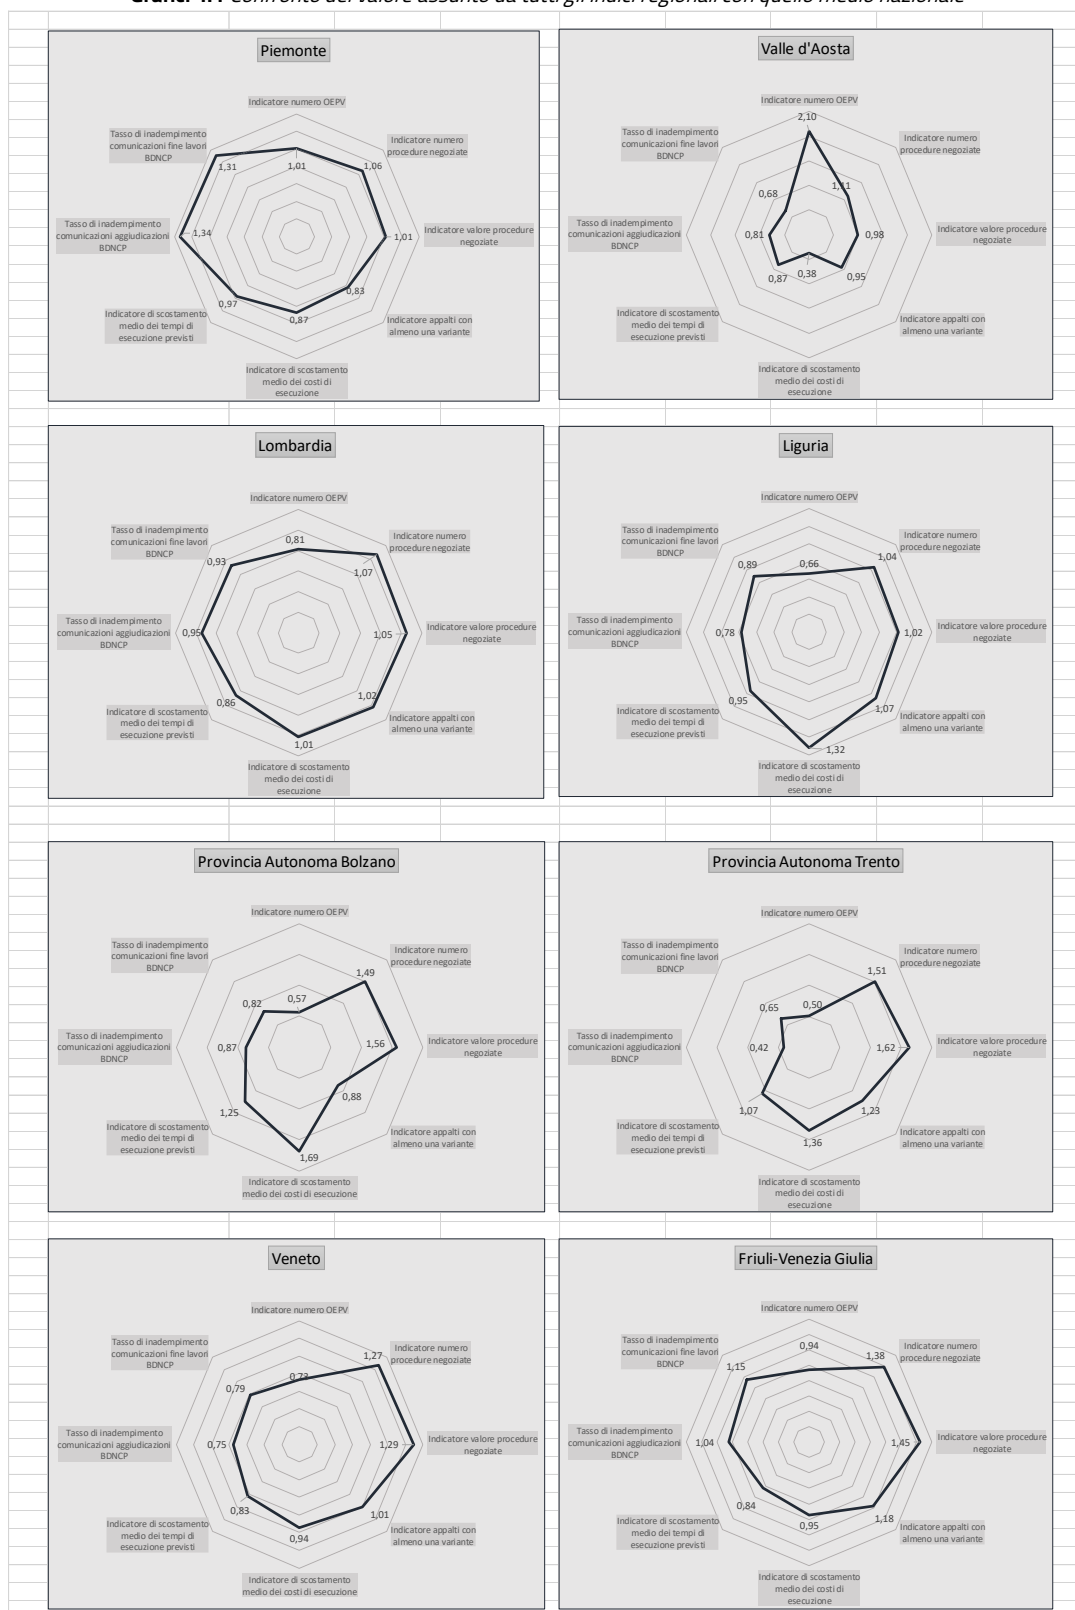 Grafici 4.4 Confronto del valore assunto da tutti gli indici regionali con quello medio nazionale
Piemonte
Indicatore numero OEPV
Tasso di inadempimento
comunicazioni fine lavori
BDNCP
Indicatore numero
procedure negoziate
1,31
1,01
1,06
Tasso di inadempimento
comunicazioni aggiudicazioni
BDNCP
1,34
1,01
Indicatore valore procedure
negoziate
0,97
0,87
0,83
Indicatore di scostamento
medio dei tempi di
esecuzione previsti
Indicatore appalti con
almeno una variante
Indicatore di scostamento
medio dei costi di
esecuzione
Valle d'Aosta
Indicatore numero OEPV
2,10
Tasso di inadempimento
comunicazioni fine lavori
BDNCP
Indicatore numero
procedure negoziate
0,68
1,11
Tasso di inadempimento
comunicazioni aggiudicazioni
BDNCP
0,81
0,98
Indicatore valore procedure
negoziate
0,87
0,38
0,95
Indicatore di scostamento
medio dei tempi di
esecuzione previsti
Indicatore appalti con
almeno una variante
Indicatore di scostamento
medio dei costi di
esecuzione
Lombardia
Indicatore numero OEPV
Tasso di inadempimento
comunicazioni fine lavori
BDNCP
Indicatore numero
procedure negoziate
0,93
0,81
1,07
Tasso di inadempimento
comunicazioni aggiudicazioni
BDNCP
0,95
1,05
Indicatore valore procedure
negoziate
0,86
1,01
1,02
Indicatore di scostamento
medio dei tempi di
esecuzione previsti
Indicatore appalti con
almeno una variante
Indicatore di scostamento
medio dei costi di
esecuzione
Liguria
Indicatore numero OEPV
Tasso di inadempimento
comunicazioni fine lavori
BDNCP
Indicatore numero
procedure negoziate
0,89
0,66
1,04
Tasso di inadempimento
comunicazioni aggiudicazioni
BDNCP
0,78
1,02
Indicatore valore procedure
negoziate
0,95
1,32
1,07
Indicatore di scostamento
medio dei tempi di
esecuzione previsti
Indicatore appalti con
almeno una variante
Indicatore di scostamento
medio dei costi di
esecuzione
Provincia Autonoma Bolzano
Indicatore numero OEPV
Tasso di inadempimento
comunicazioni fine lavori
BDNCP
Indicatore numero
procedure negoziate
0,82
0,57
1,49
Tasso di inadempimento
comunicazioni aggiudicazioni
BDNCP
0,87
1,56
Indicatore valore procedure
negoziate
1,25
1,69
0,88
Indicatore di scostamento
medio dei tempi di
esecuzione previsti
Indicatore appalti con
almeno una variante
Indicatore di scostamento
medio dei costi di esecuzione
Provincia Autonoma Trento
Indicatore numero OEPV
Tasso di inadempimento
comunicazioni fine lavori
BDNCP
Indicatore numero
procedure negoziate
0,65
0,50
1,51
Tasso di inadempimento
comunicazioni aggiudicazioni
BDNCP
0,42
1,62
Indicatore valore procedure
negoziate
1,07
1,36
1,23
Indicatore di scostamento
medio dei tempi di
esecuzione previsti
Indicatore appalti con
almeno una variante
Indicatore di scostamento
medio dei costi di
esecuzione
Veneto
Indicatore numero OEPV
Tasso di inadempimento
comunicazioni fine lavori
BDNCP
Indicatore numero
procedure negoziate
0,79
1,27
Tasso di inadempimento
comunicazioni aggiudicazioni
BDNCP
0,75
1,29
Indicatore valore procedure
negoziate
0,83
0,94
1,01
Indicatore di scostamento
medio dei tempi di
esecuzione previsti
Indicatore appalti con
almeno una variante
Indicatore di scostamento
medio dei costi di esecuzione
Friuli-Venezia Giulia
Indicatore numero OEPV
Tasso di inadempimento
comunicazioni fine lavori
BDNCP
Indicatore numero
procedure negoziate
1,15
0,94
1,38
Tasso di inadempimento
comunicazioni aggiudicazioni
BDNCP
1,04
1,45
Indicatore valore procedure
negoziate
0,84
0,95
1,18
Indicatore di scostamento
medio dei tempi di
esecuzione previsti
Indicatore appalti con
almeno una variante
Indicatore di scostamento
medio dei costi di
esecuzione